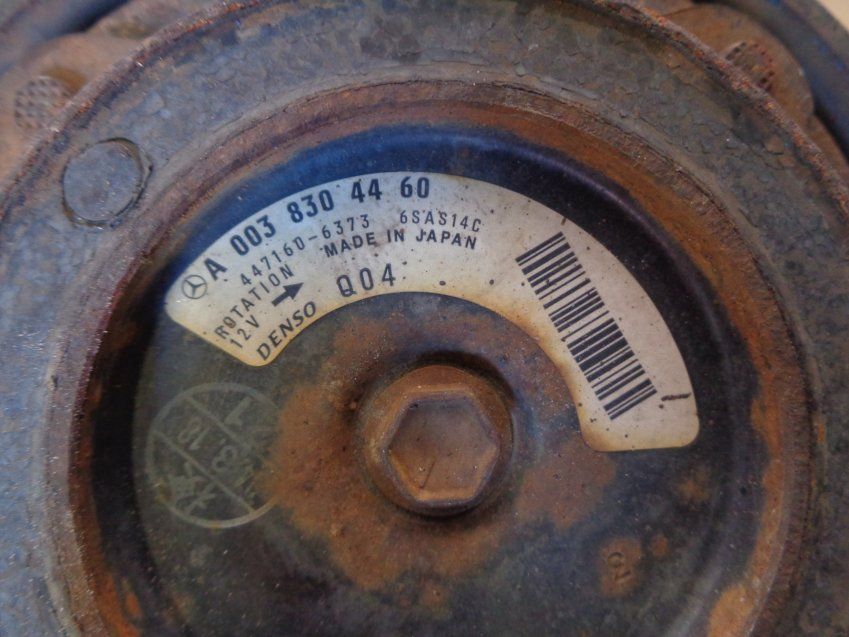 A 003 830 44 60
447160-6373 6SAS14C
ROTATION MADE IN JAPAN
12V
DENSO Q04